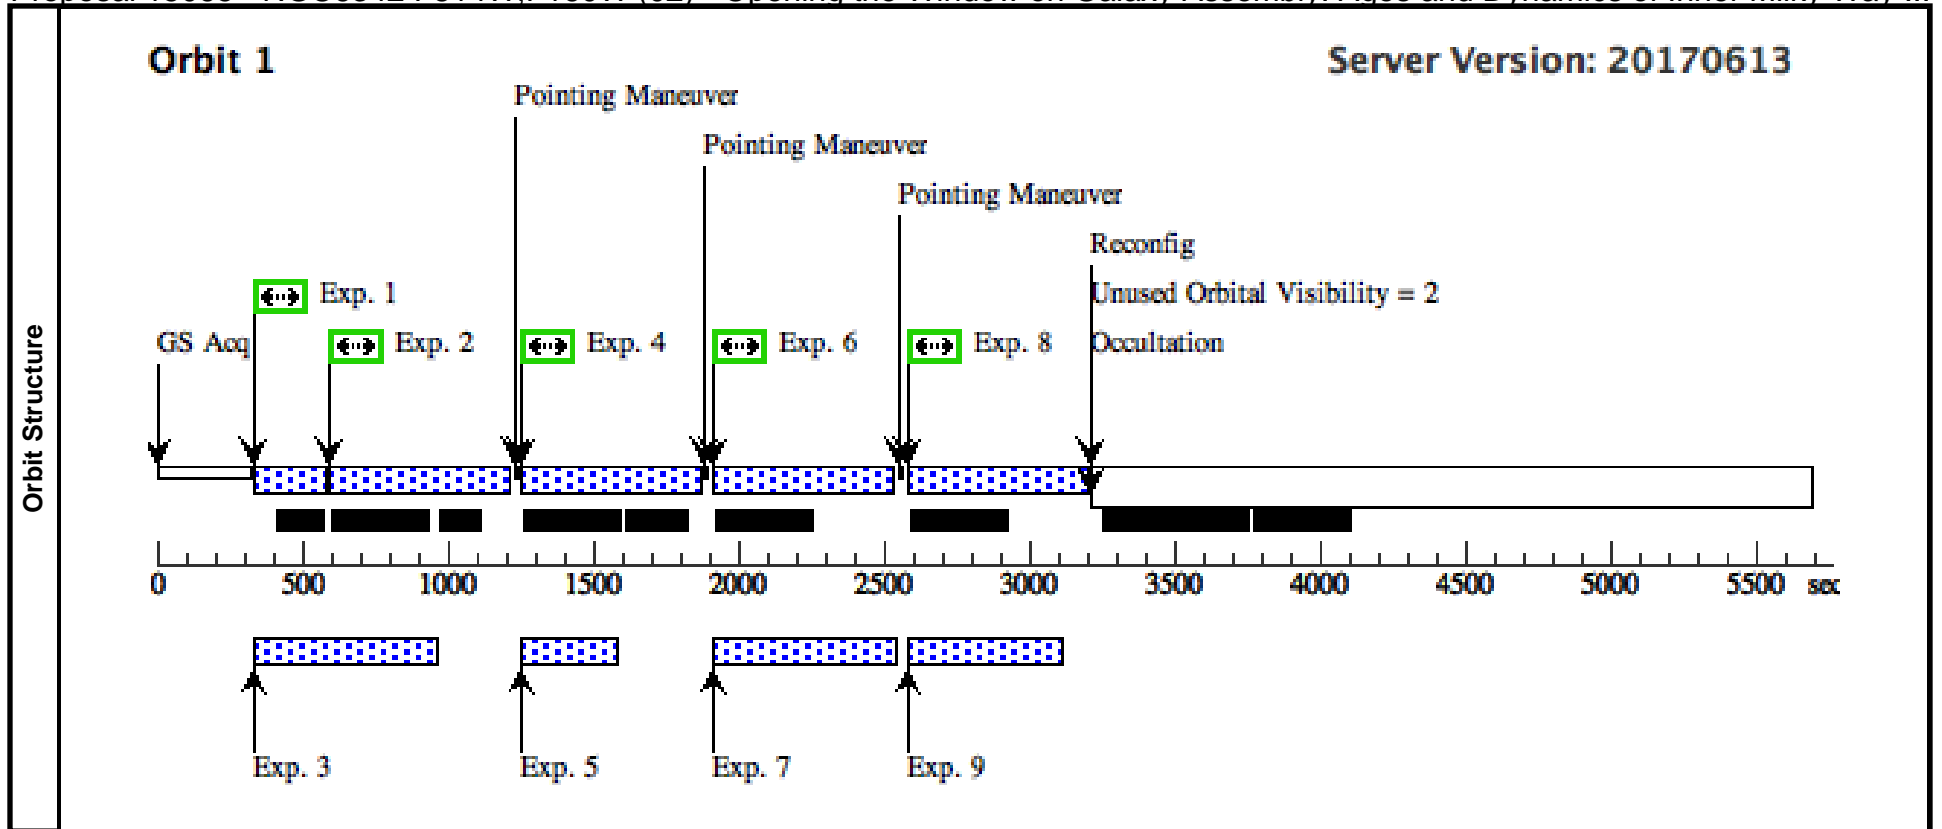 Orbit 1
Server Version: 20170613
Pointing Maneuver
Pointing Maneuver
Pointing Maneuver
Reconfig
Exp. 1
Unused Orbital Visibility = 2
GS Acq
Exp. 2
Exp. 4
Exp. 6
Exp. 8
Occultation
Orbit Structure
0 500 1000 1500 2000 2500 3000 3500 4000 4500 5000 5500 sec
Exp. 3
Exp. 5
Exp. 7
Exp. 9